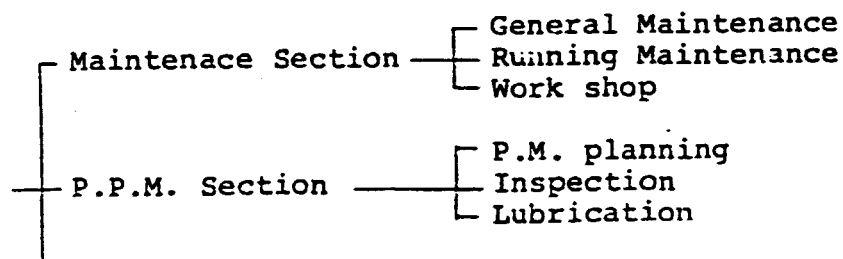 General Maintenance
Maintenace Section Running Maintenance
Work shop
P.M. planning
P.P.M. Section Inspection
Lubrication